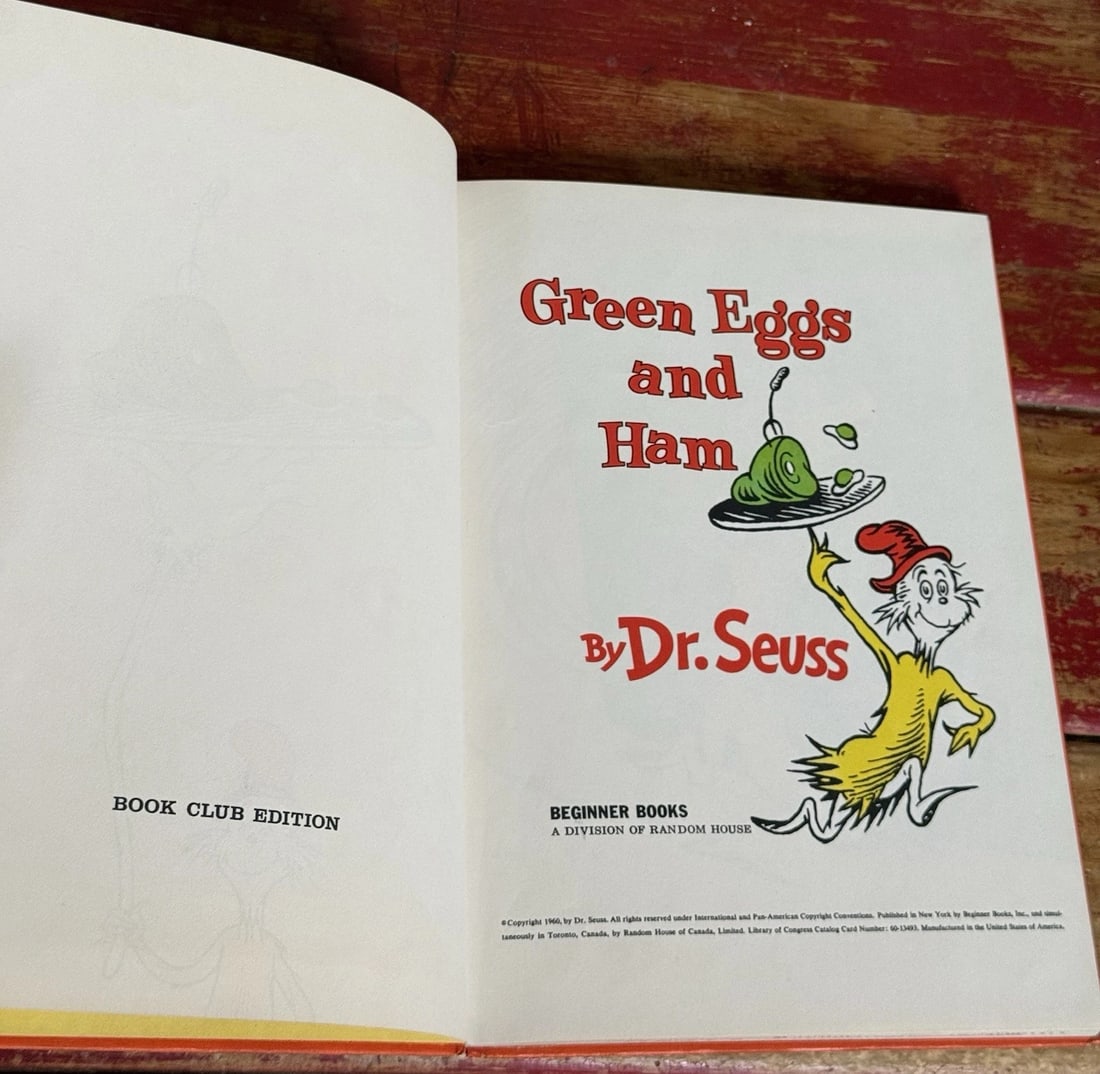 BOOK CLUB EDITION
Green Eggs
and
Ham
By Dr. Seuss
BEGINNER BOOKS
A DIVISION OF RANDOM HOUSE
©Copyright 1960, by Dr. Seuss. All rights reserved under International and Pan-American Copyright Conventions. Published in New York by Beginner Books, Inc., and simul-
taneously in Toronto, Canada, by Random House of Canada, Limited. Library of Congress Catalog Card Number: 60-13493. Manufactured in the United States of America.